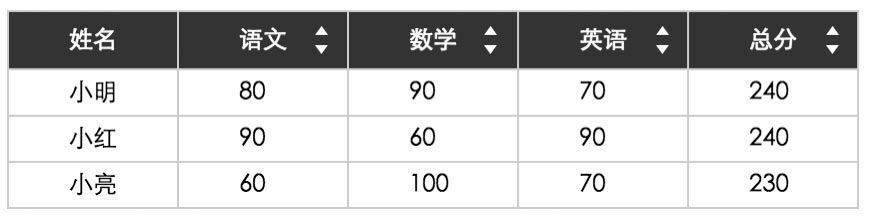 姓名 语文 数学 英语 总分
小明 80 90 70 240
小红 90 60 90 240
小亮 60 100 70 230